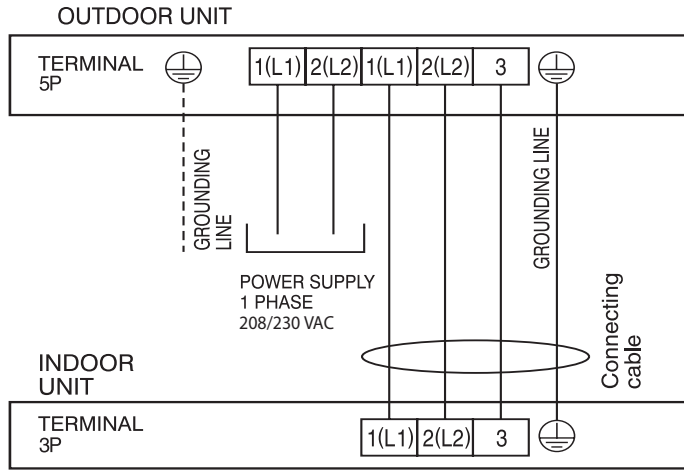 OUTDOOR UNIT
TERMINAL
5P
1(L1) 2(L2) 1(L1) 2(L2) 3
GROUNDING
LINE
GROUNDING LINE
POWER SUPPLY
1 PHASE
208/230 VAC
Connecting
cable
INDOOR
UNIT
TERMINAL
3P
1(L1) 2(L2) 3